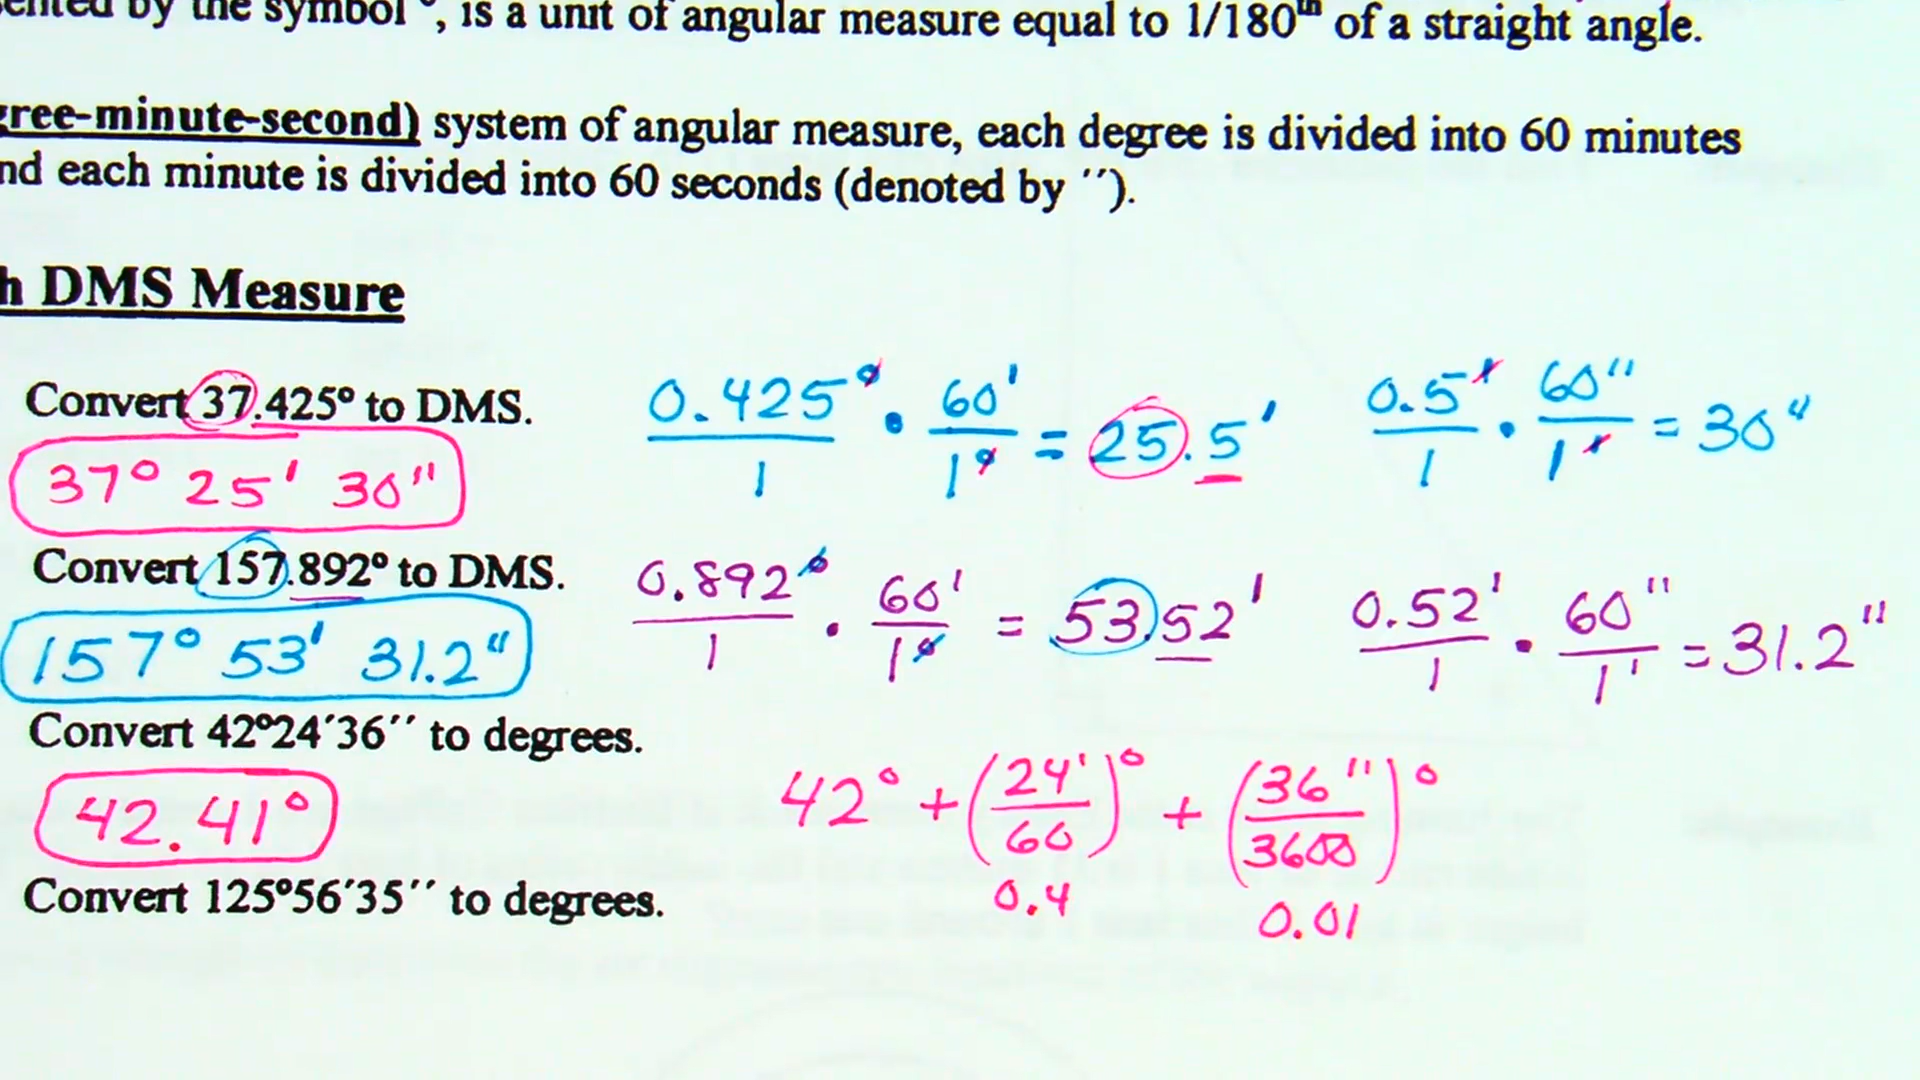 by the symbol °, is a unit of angular measure equal to 1/180th of a straight angle.
gree-minute-second) system of angular measure, each degree is divided into 60 minutes
nd each minute is divided into 60 seconds (denoted by ′′).
h DMS Measure
Convert 37.425° to DMS.
0.425°/1 · 60'/1° = 25.5'
0.5'/1 · 60"/1' = 30"
37° 25' 30"
Convert 157.892° to DMS.
0.892°/1 · 60'/1° = 53.52'
0.52'/1 · 60"/1' = 31.2"
157° 53' 31.2"
Convert 42°24′36′′ to degrees.
42° + (24'/60)° + (36"/3600)°
42.41°
0.4
0.01
Convert 125°56′35′′ to degrees.